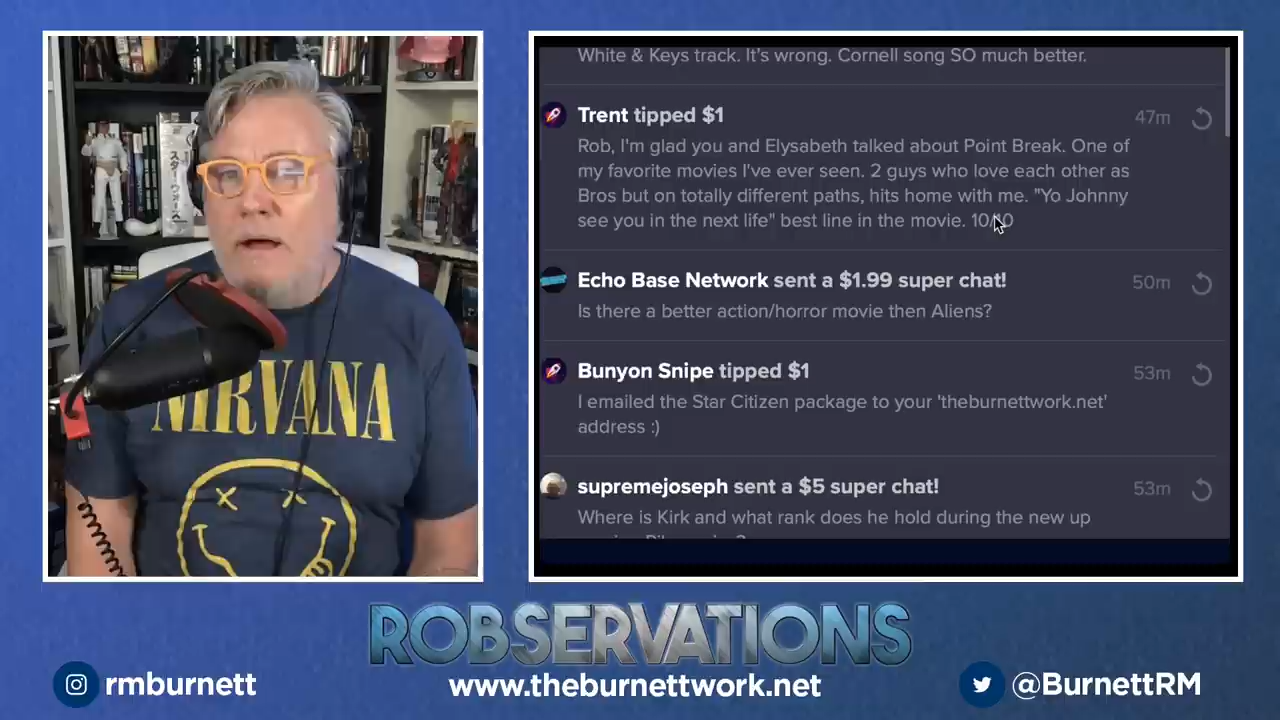 White & Keys track. It's wrong. Cornell song SO much better.
Trent tipped $1
47m
Rob, I'm glad you and Elysabeth talked about Point Break. One of
my favorite movies I've ever seen. 2 guys who love each other as
Bros but on totally different paths, hits home with me. "Yo Johnny
see you in the next life" best line in the movie. 10/10
Echo Base Network sent a $1.99 super chat!
50m
Is there a better action/horror movie then Aliens?
Bunyon Snipe tipped $1
53m
I emailed the Star Citizen package to your 'theburnettwork.net'
address :)
supremejoseph sent a $5 super chat!
53m
Where is Kirk and what rank does he hold during the new up
NIRVANA
ROBSERVATIONS
rmburnett
www.theburnettwork.net
@BurnettRM